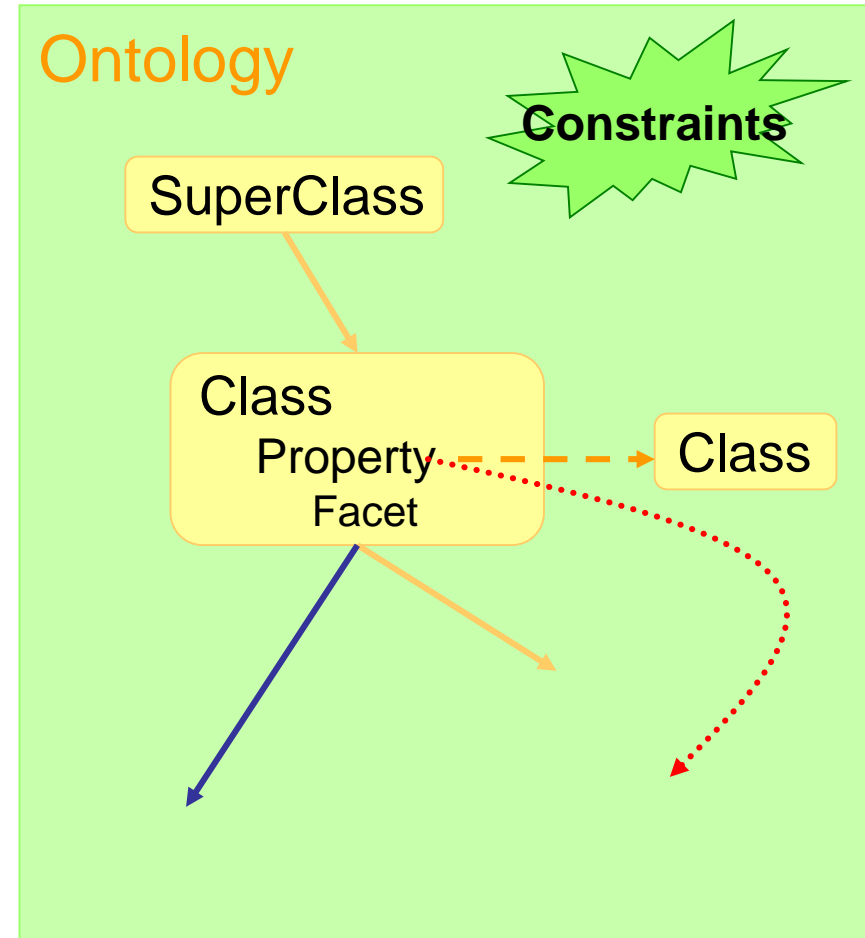 Ontology
Constraints
SuperClass
Class
Property
Facet
Class